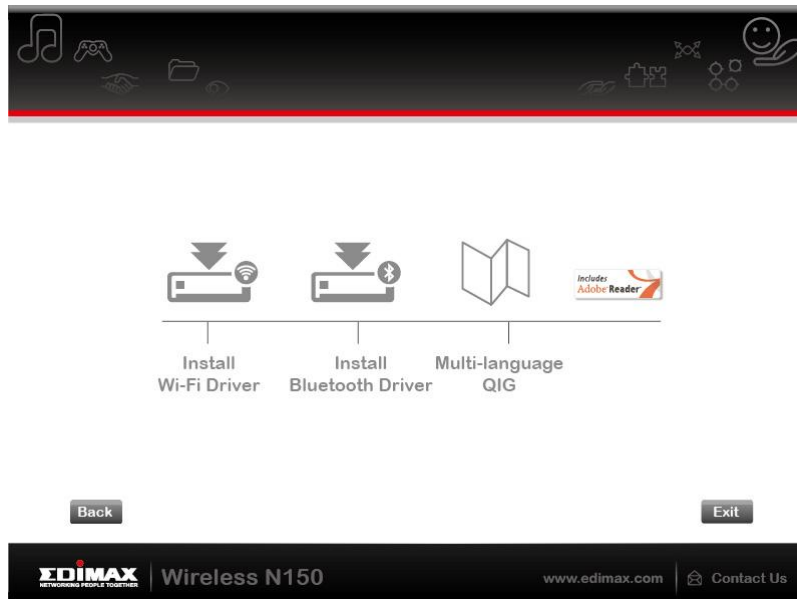 Includes
Adobe Reader
Install
Wi-Fi Driver
Install
Bluetooth Driver
Multi-language
QIG
Back
Exit
EDIMAX
NETWORKING PEOPLE TOGETHER
Wireless N150
www.edimax.com
Contact Us